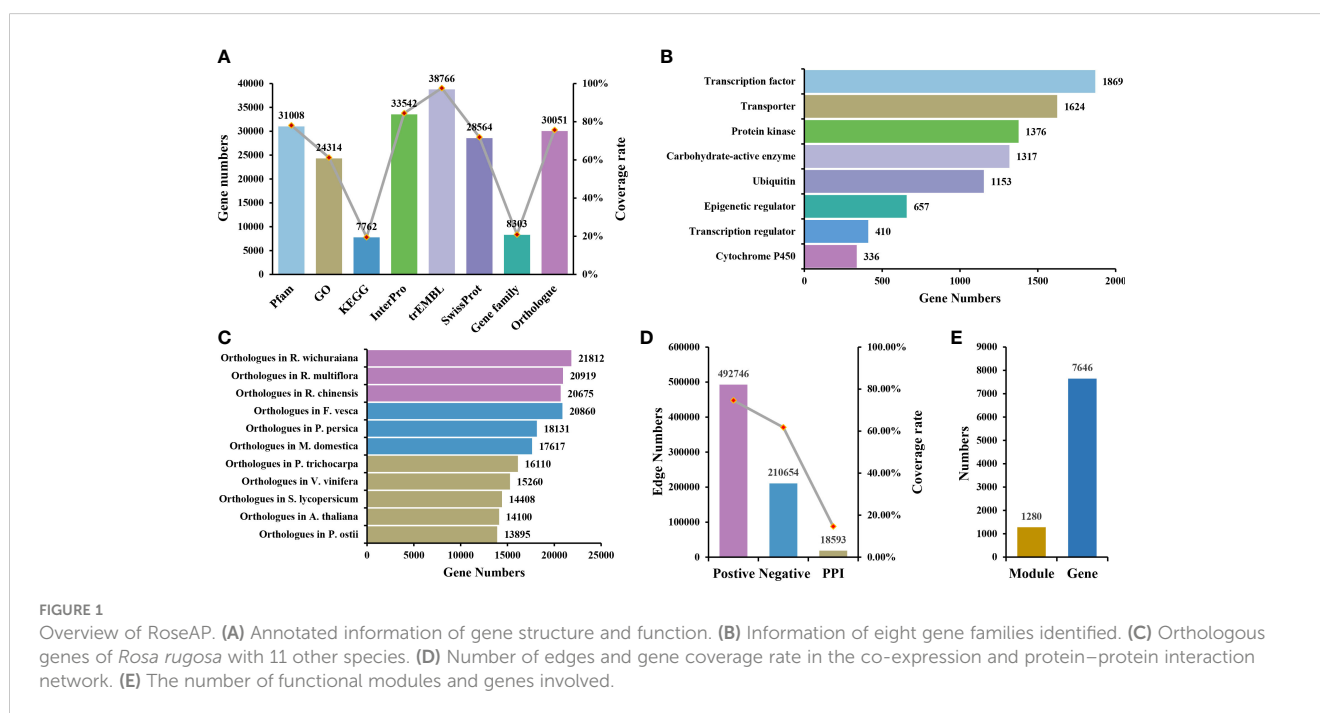 A
38766
40000
100%
33542
35000
31008
30051
28564
80%
30000
24314
25000
60%
20000
15000
40%
7762
8303
10000
20%
5000
0
0%
Gene numbers
Coverage rate
Pfam
GO
KEGG
InterPro
trEMBL
SwissProt
Gene family
Orthologue
B
Transcription factor 1869
Transporter 1624
Protein kinase 1376
Carbohydrate-active enzyme 1317
Ubiquitin 1153
Epigenetic regulator 657
Transcription regulator 410
Cytochrome P450 336
0 500 1000 1500 2000
Gene Numbers
C
Orthologues in R. wichuraiana 21812
Orthologues in R. multiflora 20919
Orthologues in R. chinensis 20675
Orthologues in F. vesca 20860
Orthologues in P. persica 18131
Orthologues in M. domestica 17617
Orthologues in P. trichocarpa 16110
Orthologues in V. vinifera 15260
Orthologues in S. lycopersicum 14408
Orthologues in A. thaliana 14100
Orthologues in P. ostii 13895
0 5000 10000 15000 20000 25000
Gene Numbers
D
600000
100.00%
492746
500000
80.00%
400000
60.00%
300000
210654
40.00%
200000
20.00%
100000
18593
0
0.00%
Edge Numbers
Coverage rate
Postive Negative PPI
E
9000
8000
7646
7000
6000
5000
4000
3000
2000
1280
1000
0
Numbers
Module Gene
FIGURE 1
Overview of RoseAP. (A) Annotated information of gene structure and function. (B) Information of eight gene families identified. (C) Orthologous
genes of Rosa rugosa with 11 other species. (D) Number of edges and gene coverage rate in the co-expression and protein–protein interaction
network. (E) The number of functional modules and genes involved.